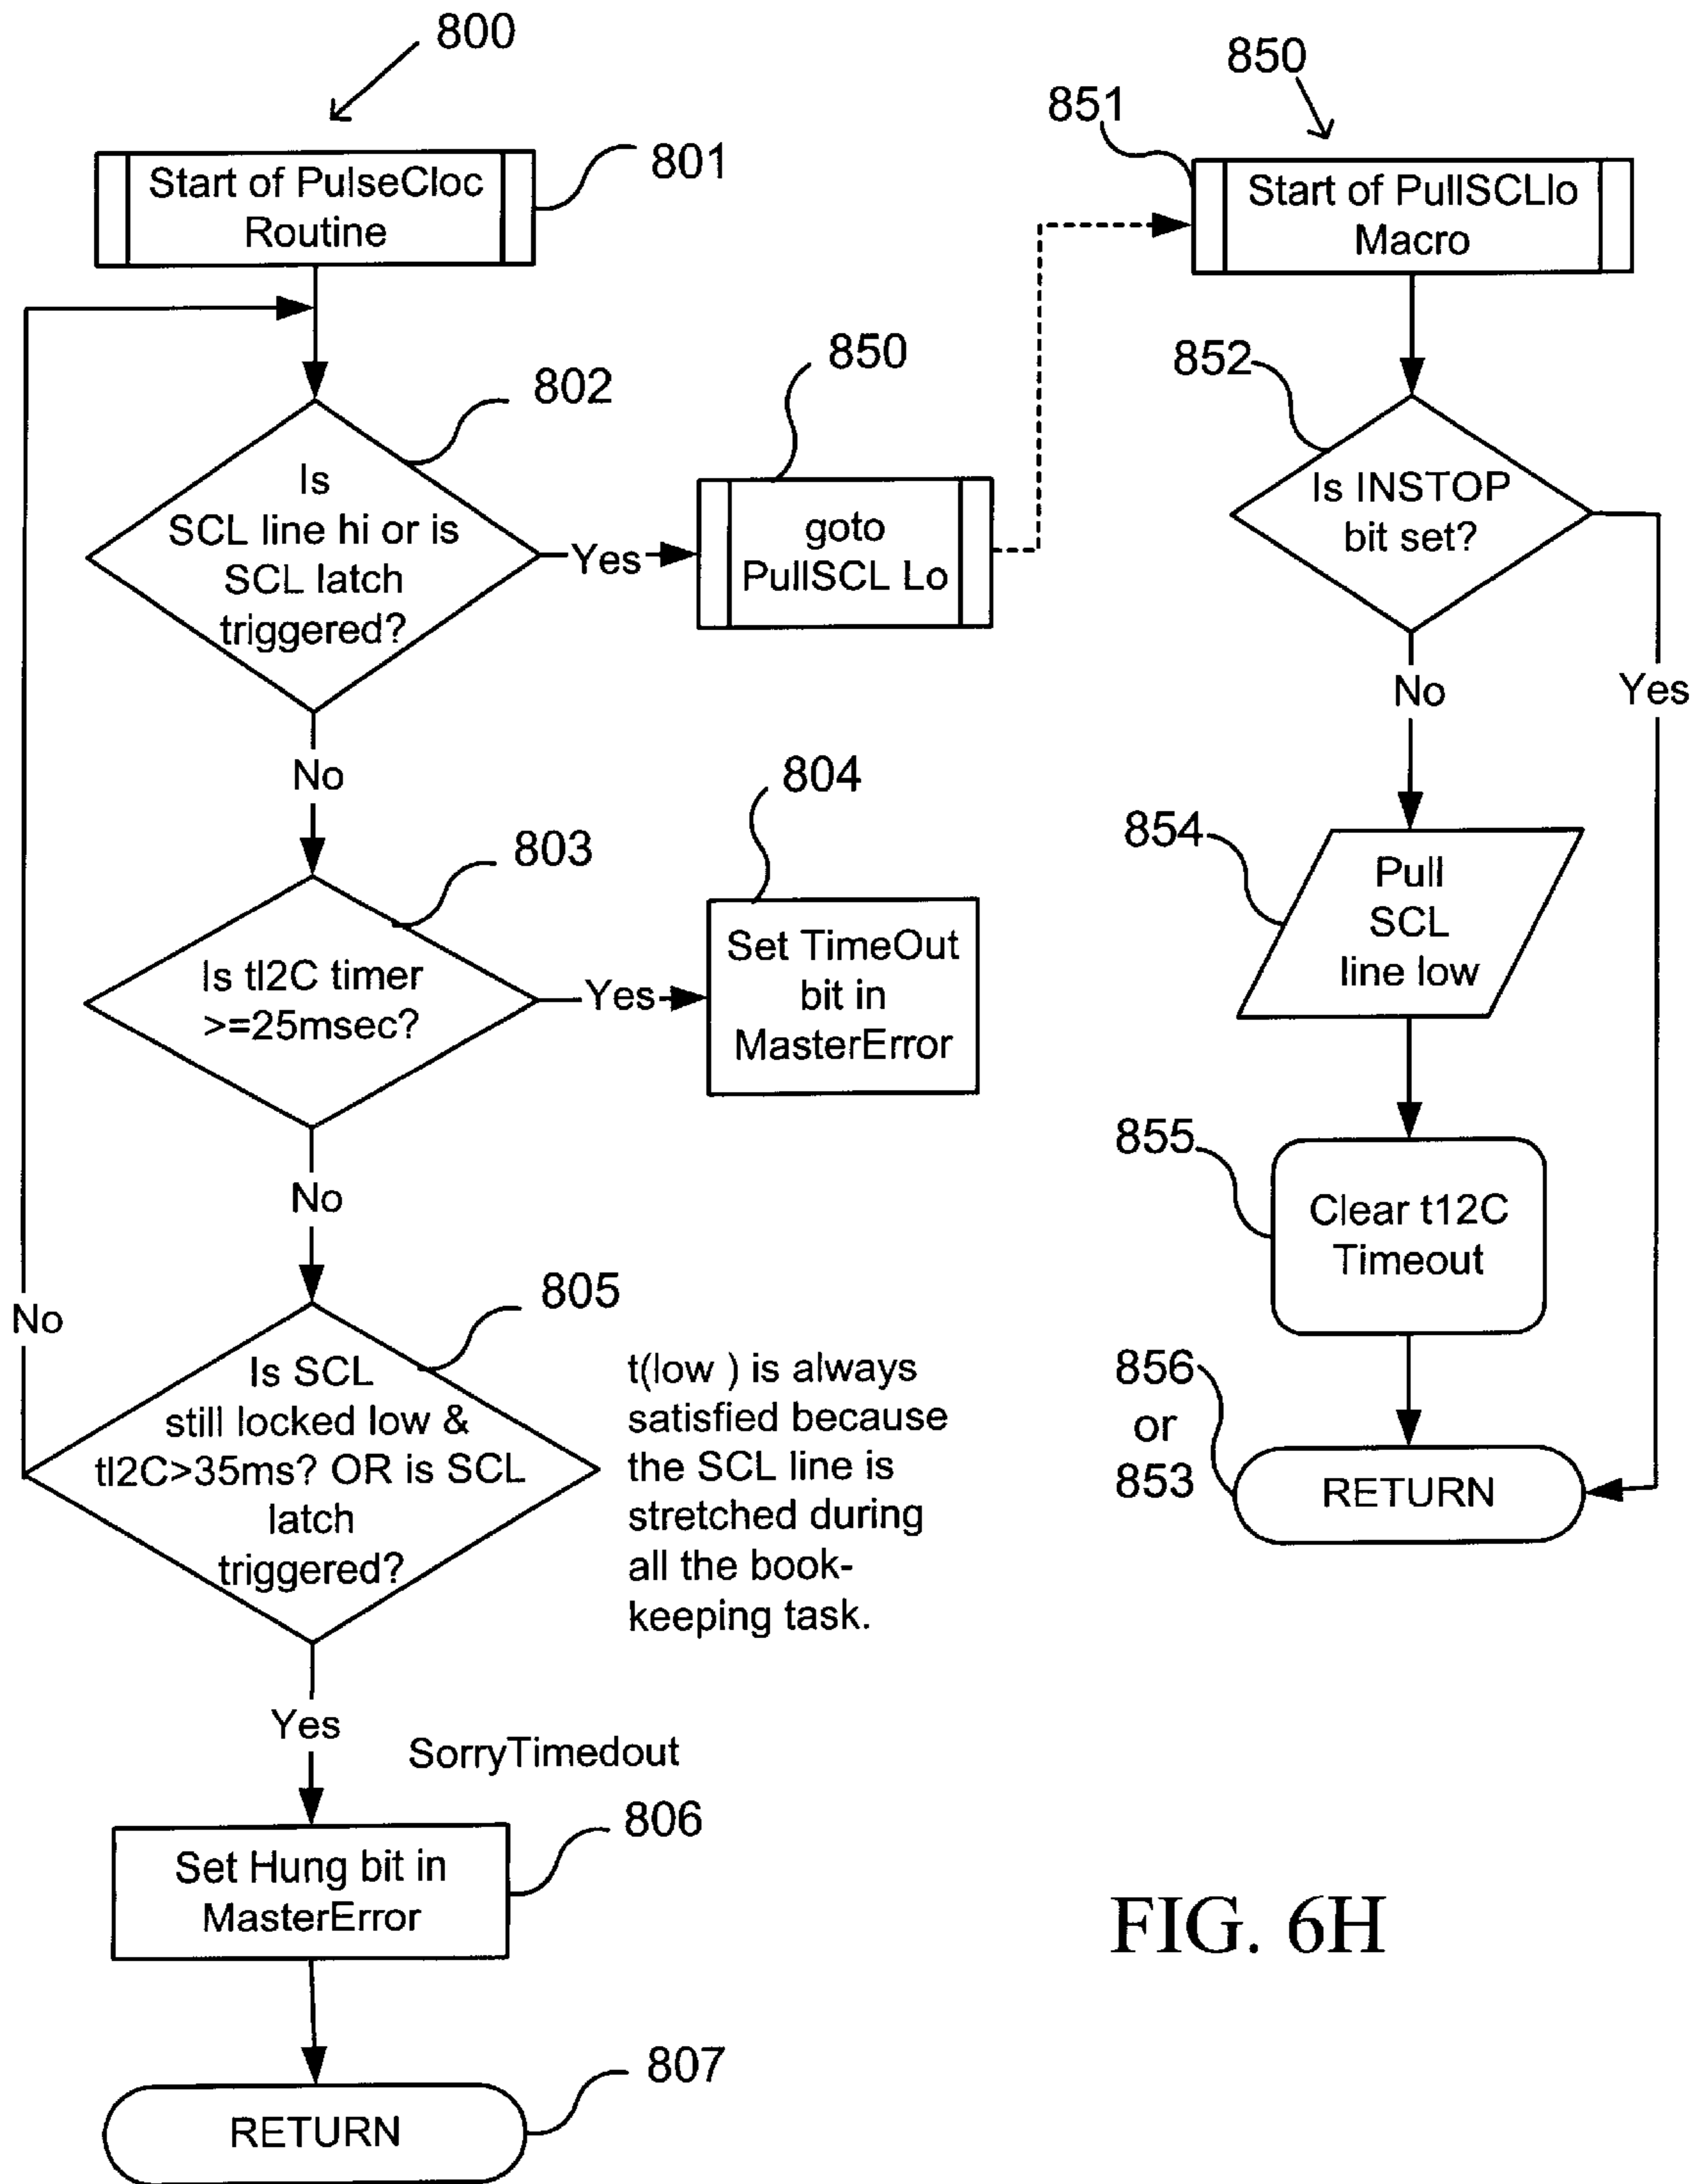 800
801
Start of PulseCloc
Routine
802
Is
SCL line hi or is
SCL latch
triggered?
Yes
850
goto
PullSCL Lo
No
803
Is tI2C timer
>=25msec?
Yes
804
Set TimeOut
bit in
MasterError
No
805
Is SCL
still locked low &
tI2C>35ms? OR is SCL
latch
triggered?
No
t(low ) is always
satisfied because
the SCL line is
stretched during
all the book-
keeping task.
Yes
SorryTimedout
806
Set Hung bit in
MasterError
807
RETURN
850
851
Start of PullSCLlo
Macro
852
Is INSTOP
bit set?
No
Yes
854
Pull
SCL
line low
855
Clear t12C
Timeout
856
or
853
RETURN
FIG. 6H